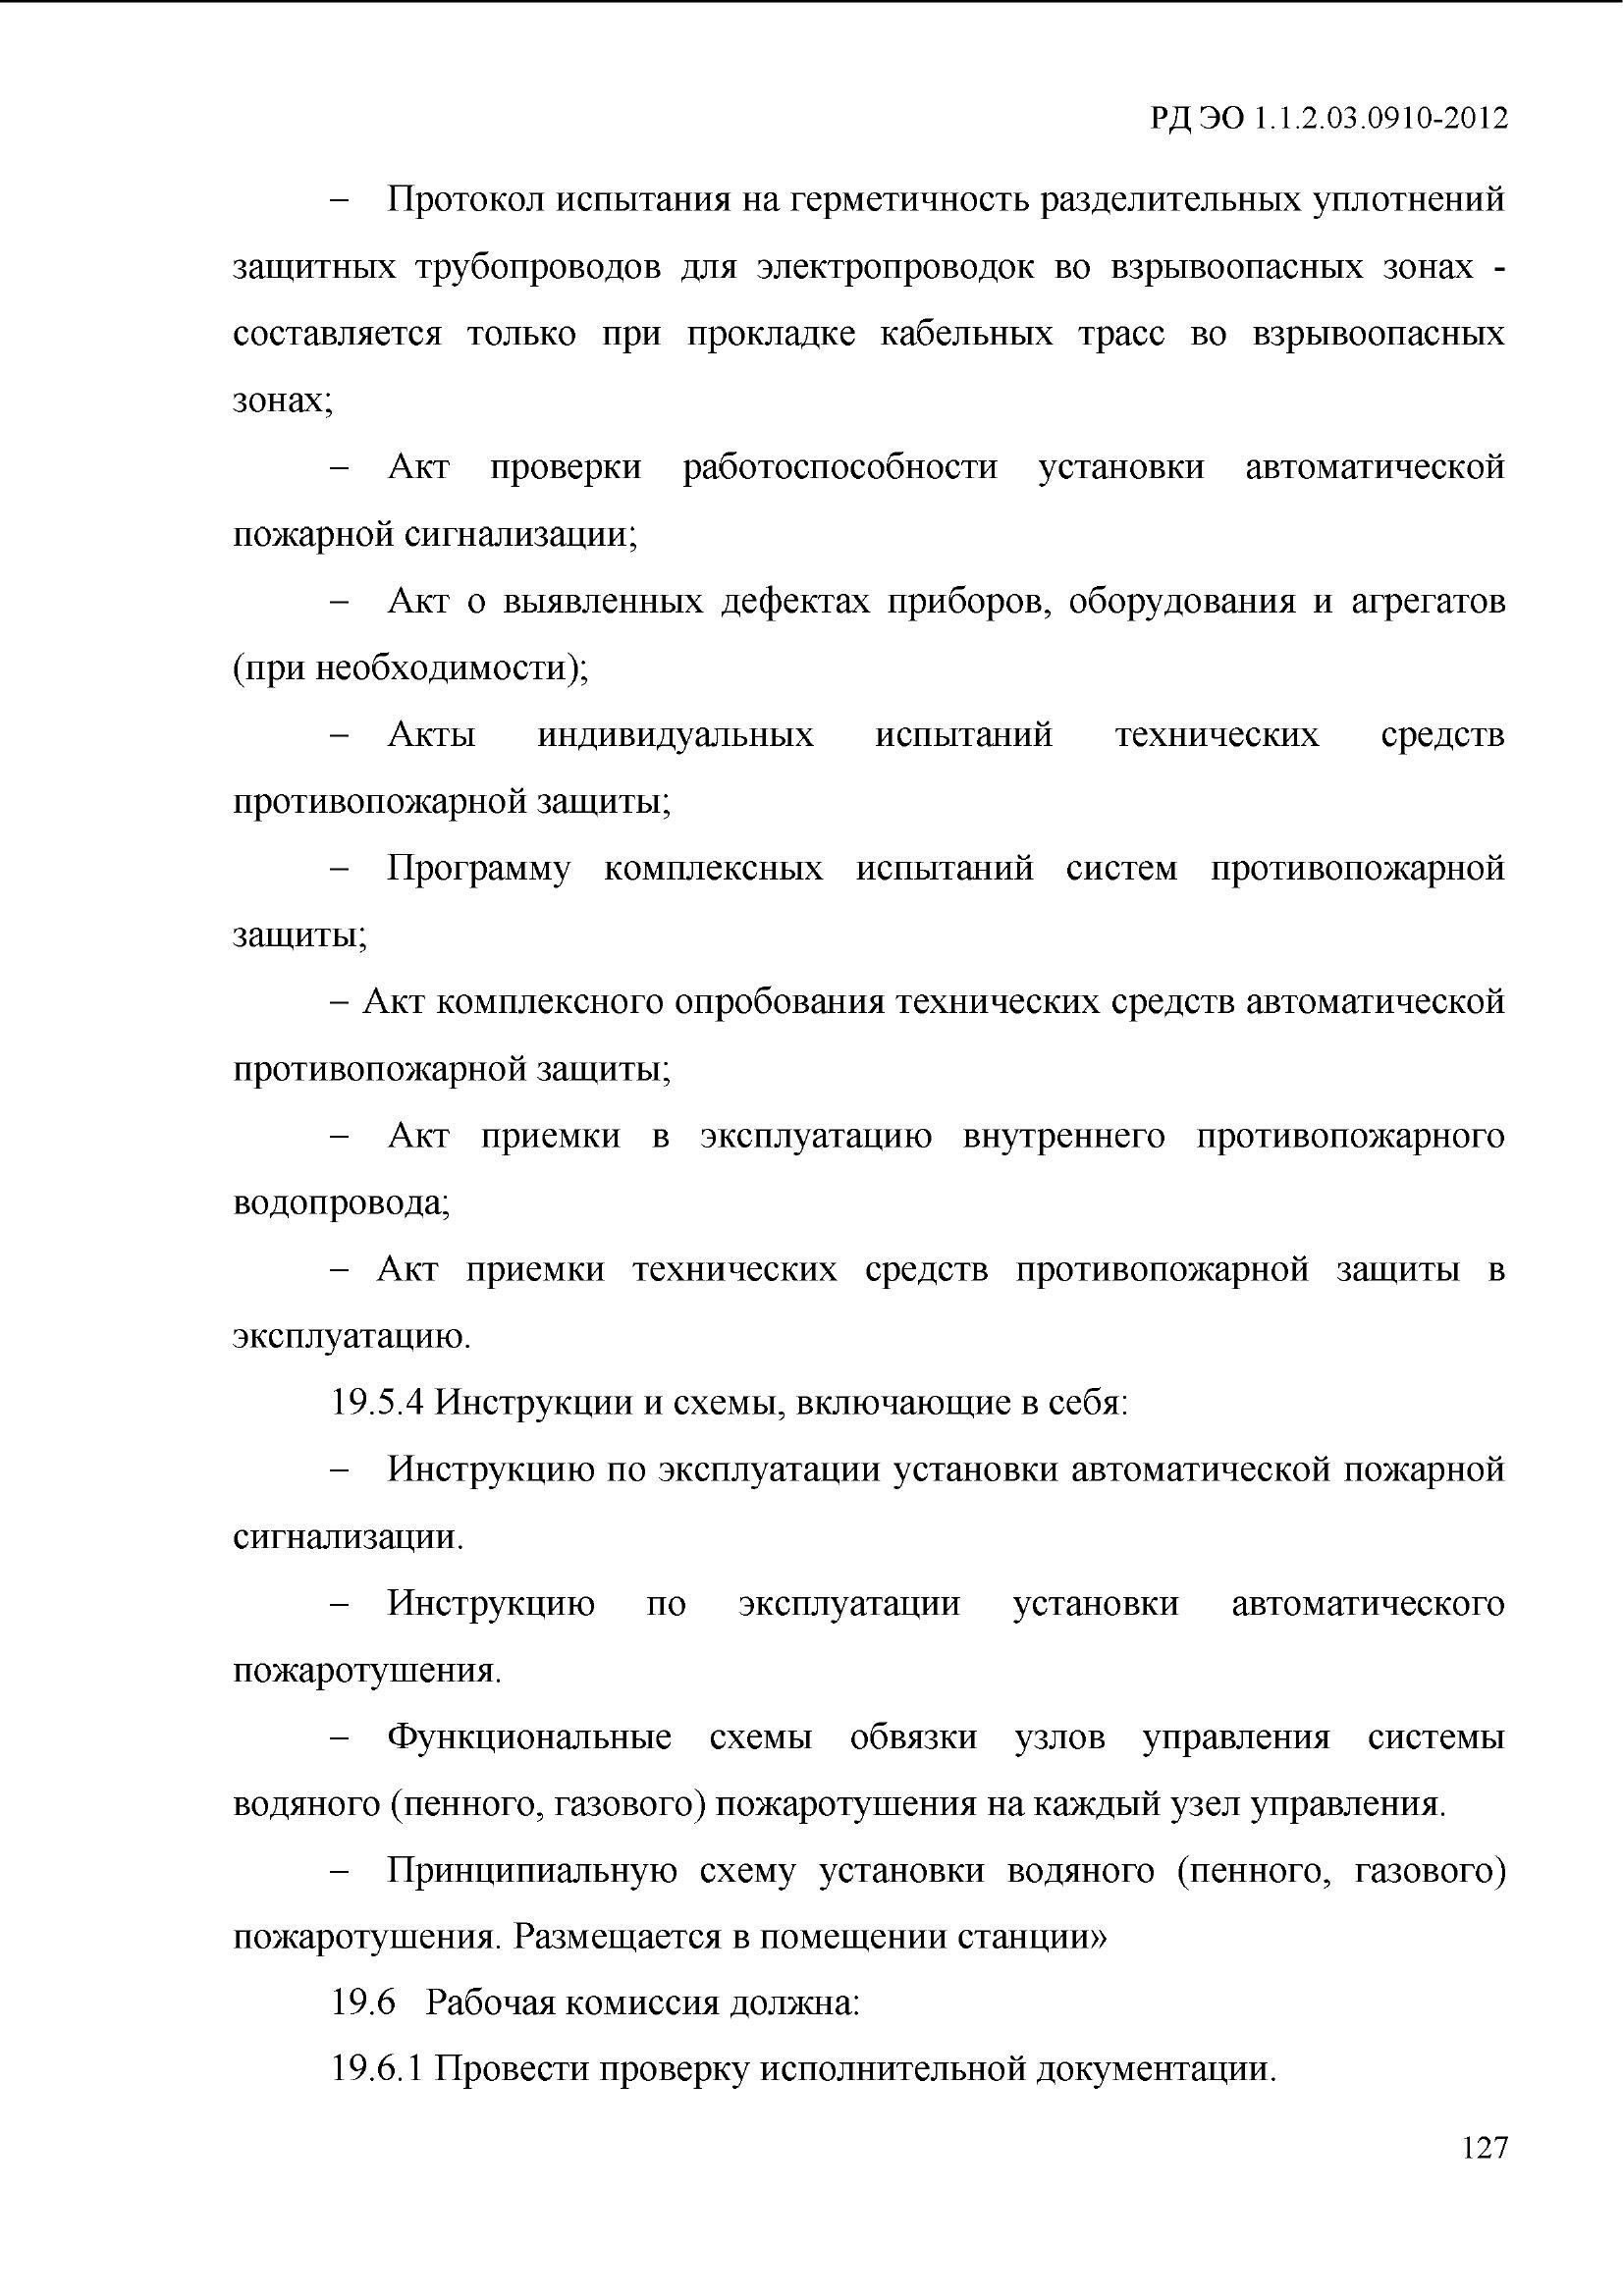 РД ЭО 1.1.2.03.0910-2012
– Протокол испытания на герметичность разделительных уплотнений
защитных трубопроводов для электропроводок во взрывоопасных зонах -
составляется только при прокладке кабельных трасс во взрывоопасных
зонах;
– Акт проверки работоспособности установки автоматической
пожарной сигнализации;
– Акт о выявленных дефектах приборов, оборудования и агрегатов
(при необходимости);
– Акты индивидуальных испытаний технических средств
противопожарной защиты;
– Программу комплексных испытаний систем противопожарной
защиты;
– Акт комплексного опробования технических средств автоматической
противопожарной защиты;
– Акт приемки в эксплуатацию внутреннего противопожарного
водопровода;
– Акт приемки технических средств противопожарной защиты в
эксплуатацию.
19.5.4 Инструкции и схемы, включающие в себя:
– Инструкцию по эксплуатации установки автоматической пожарной
сигнализации.
– Инструкцию по эксплуатации установки автоматического
пожаротушения.
– Функциональные схемы обвязки узлов управления системы
водяного (пенного, газового) пожаротушения на каждый узел управления.
– Принципиальную схему установки водяного (пенного, газового)
пожаротушения. Размещается в помещении станции»
19.6 Рабочая комиссия должна:
19.6.1 Провести проверку исполнительной документации.
127